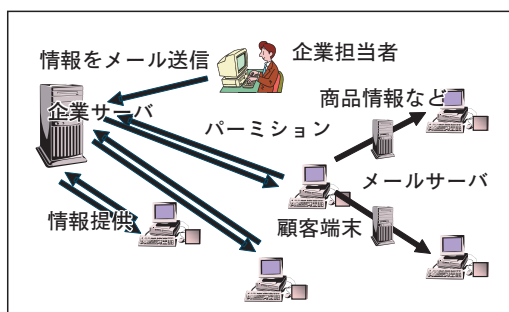 情報をメール送信
企業担当者
商品情報など
企業サーバ
パーミション
メールサーバ
情報提供
顧客端末